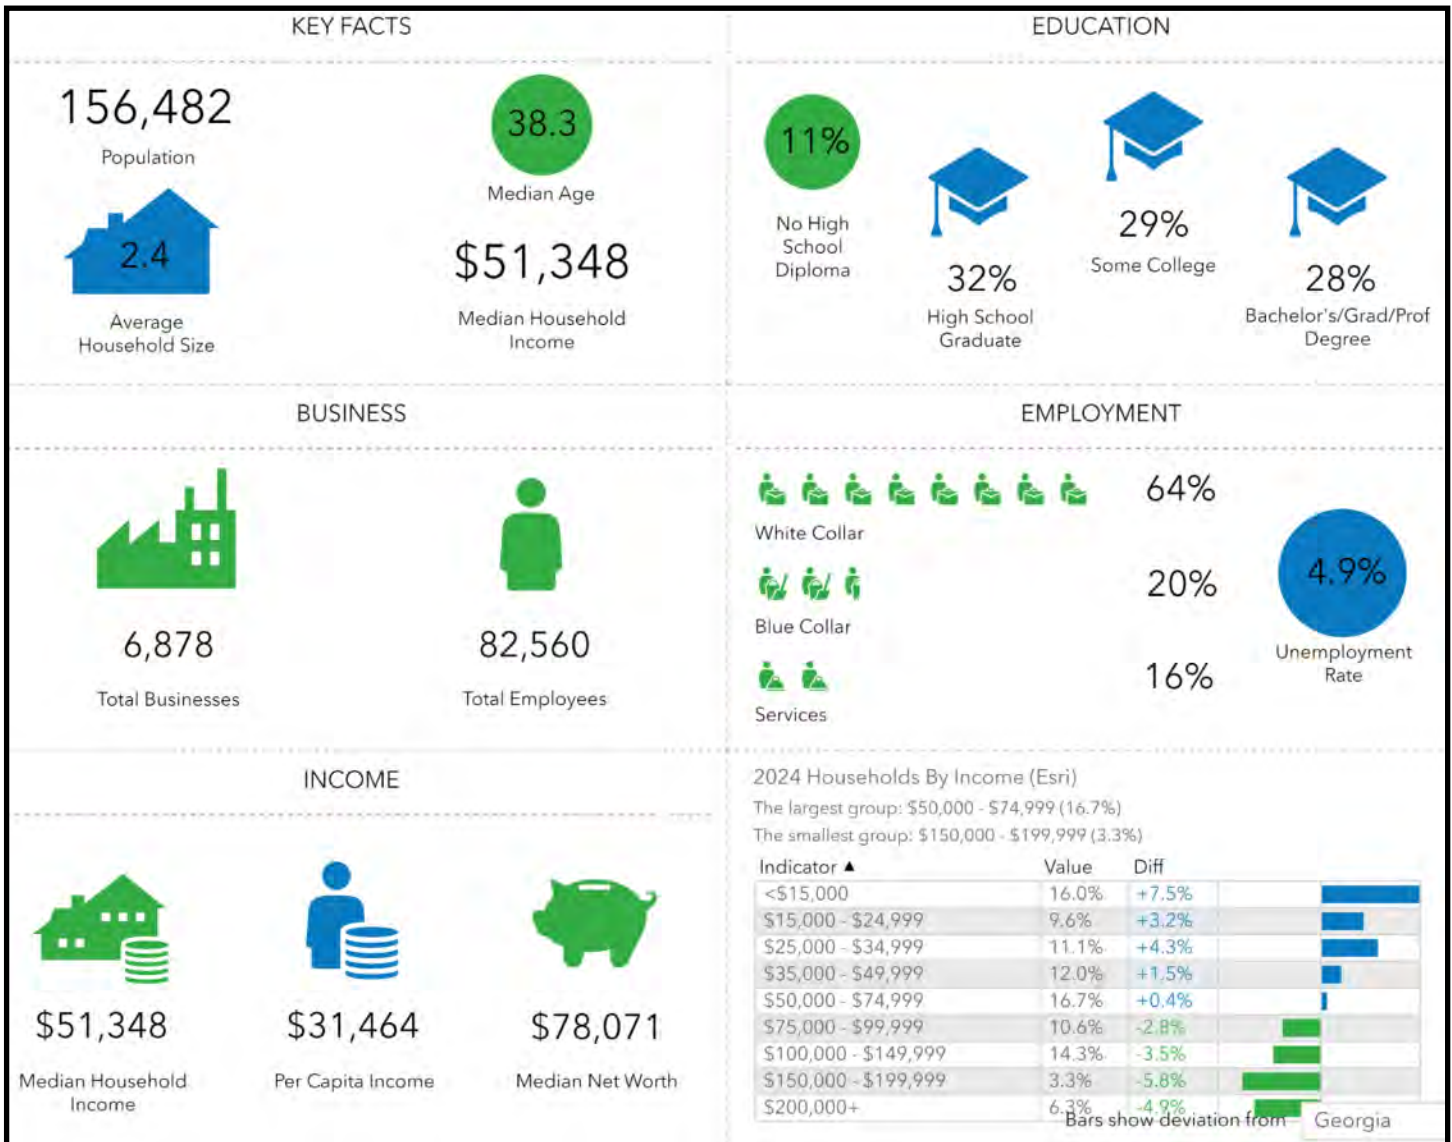 KEY FACTS
156,482
Population
38.3
Median Age
2.4
Average
Household Size
$51,348
Median Household
Income
EDUCATION
11%
No High
School
Diploma
32%
High School
Graduate
29%
Some College
28%
Bachelor's/Grad/Prof
Degree
BUSINESS
6,878
Total Businesses
82,560
Total Employees
EMPLOYMENT
64%
White Collar
20%
Blue Collar
16%
Services
4.9%
Unemployment
Rate
INCOME
$51,348
Median Household
Income
$31,464
Per Capita Income
$78,071
Median Net Worth
2024 Households By Income (Esri)
The largest group: $50,000 - $74,999 (16.7%)
The smallest group: $150,000 - $199,999 (3.3%)
Indicator ▲ Value Diff
<$15,000 16.0% +7.5%
$15,000 - $24,999 9.6% +3.2%
$25,000 - $34,999 11.1% +4.3%
$35,000 - $49,999 12.0% +1.5%
$50,000 - $74,999 16.7% +0.4%
$75,000 - $99,999 10.6% -2.8%
$100,000 - $149,999 14.3% -3.5%
$150,000 - $199,999 3.3% -5.8%
$200,000+ 6.3% -4.9%
Bars show deviation from Georgia